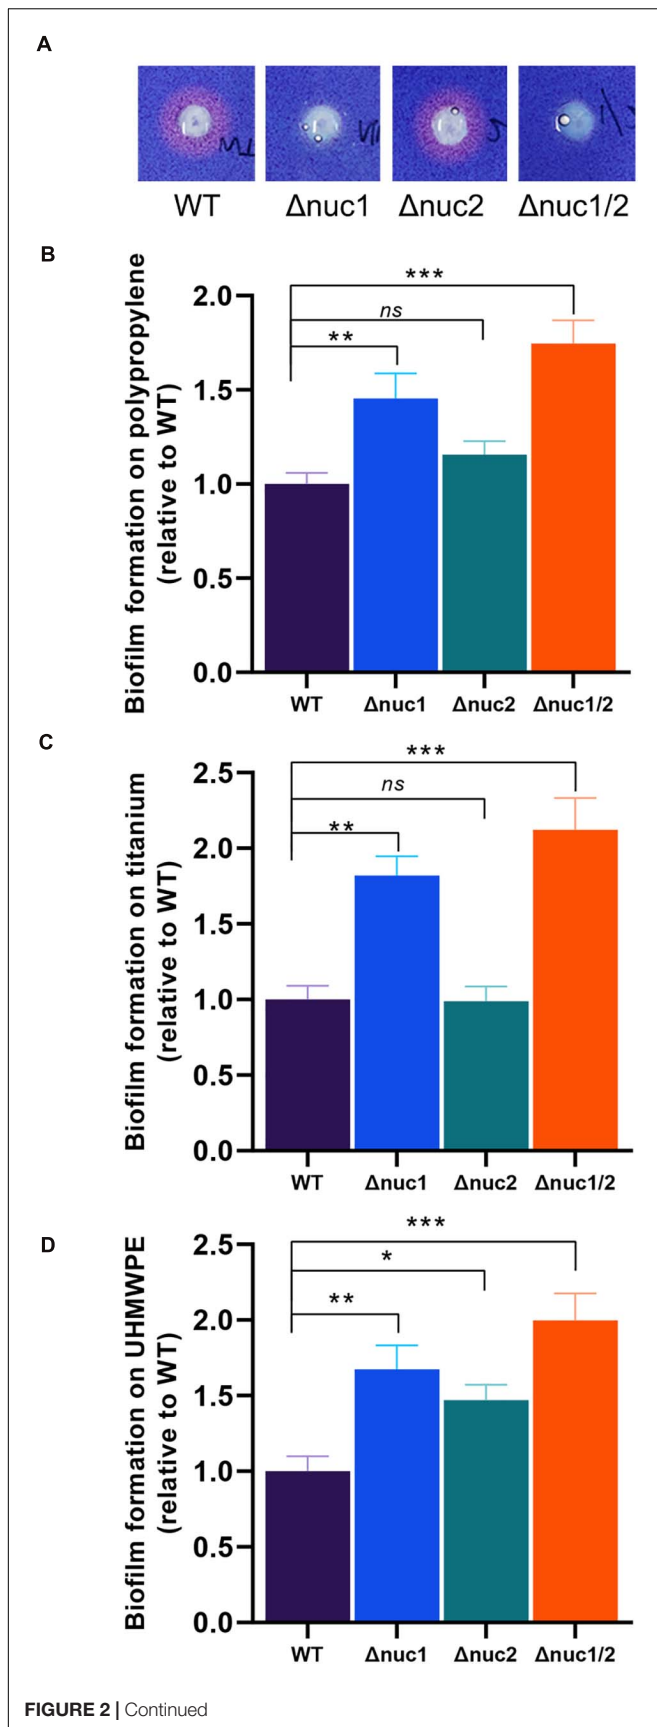 A
WT Δnuc1 Δnuc2 Δnuc1/2
B
Biofilm formation on polypropylene
(relative to WT)
2.0
1.5
1.0
0.5
0.0
***
ns
**
WT Δnuc1 Δnuc2 Δnuc1/2
C
Biofilm formation on titanium
(relative to WT)
2.5
2.0
1.5
1.0
0.5
0.0
***
ns
**
WT Δnuc1 Δnuc2 Δnuc1/2
D
Biofilm formation on UHMWPE
(relative to WT)
2.5
2.0
1.5
1.0
0.5
0.0
***
*
**
WT Δnuc1 Δnuc2 Δnuc1/2
FIGURE 2 | Continued